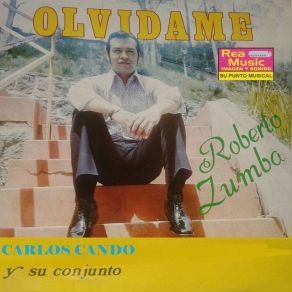 OLVIDAME
Rea
Music
IMAGEN Y SONIDO
SU PUNTO MUSICAL
Roberto
Zumba
CARLOS CANDO
y su conjunto